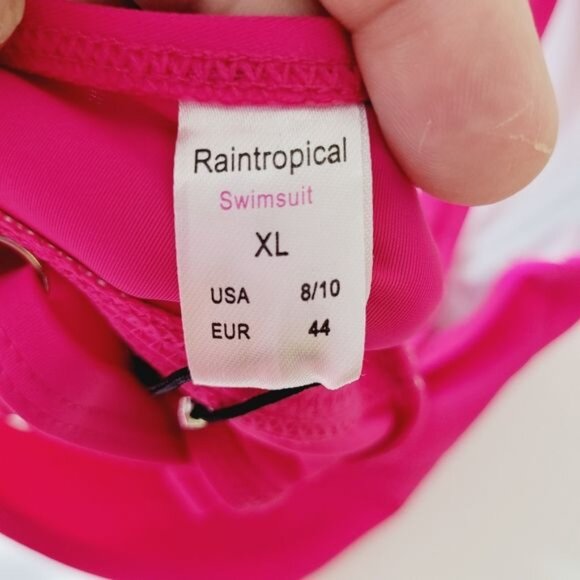 Raintropical
Swimsuit
XL
USA 8/10
EUR 44